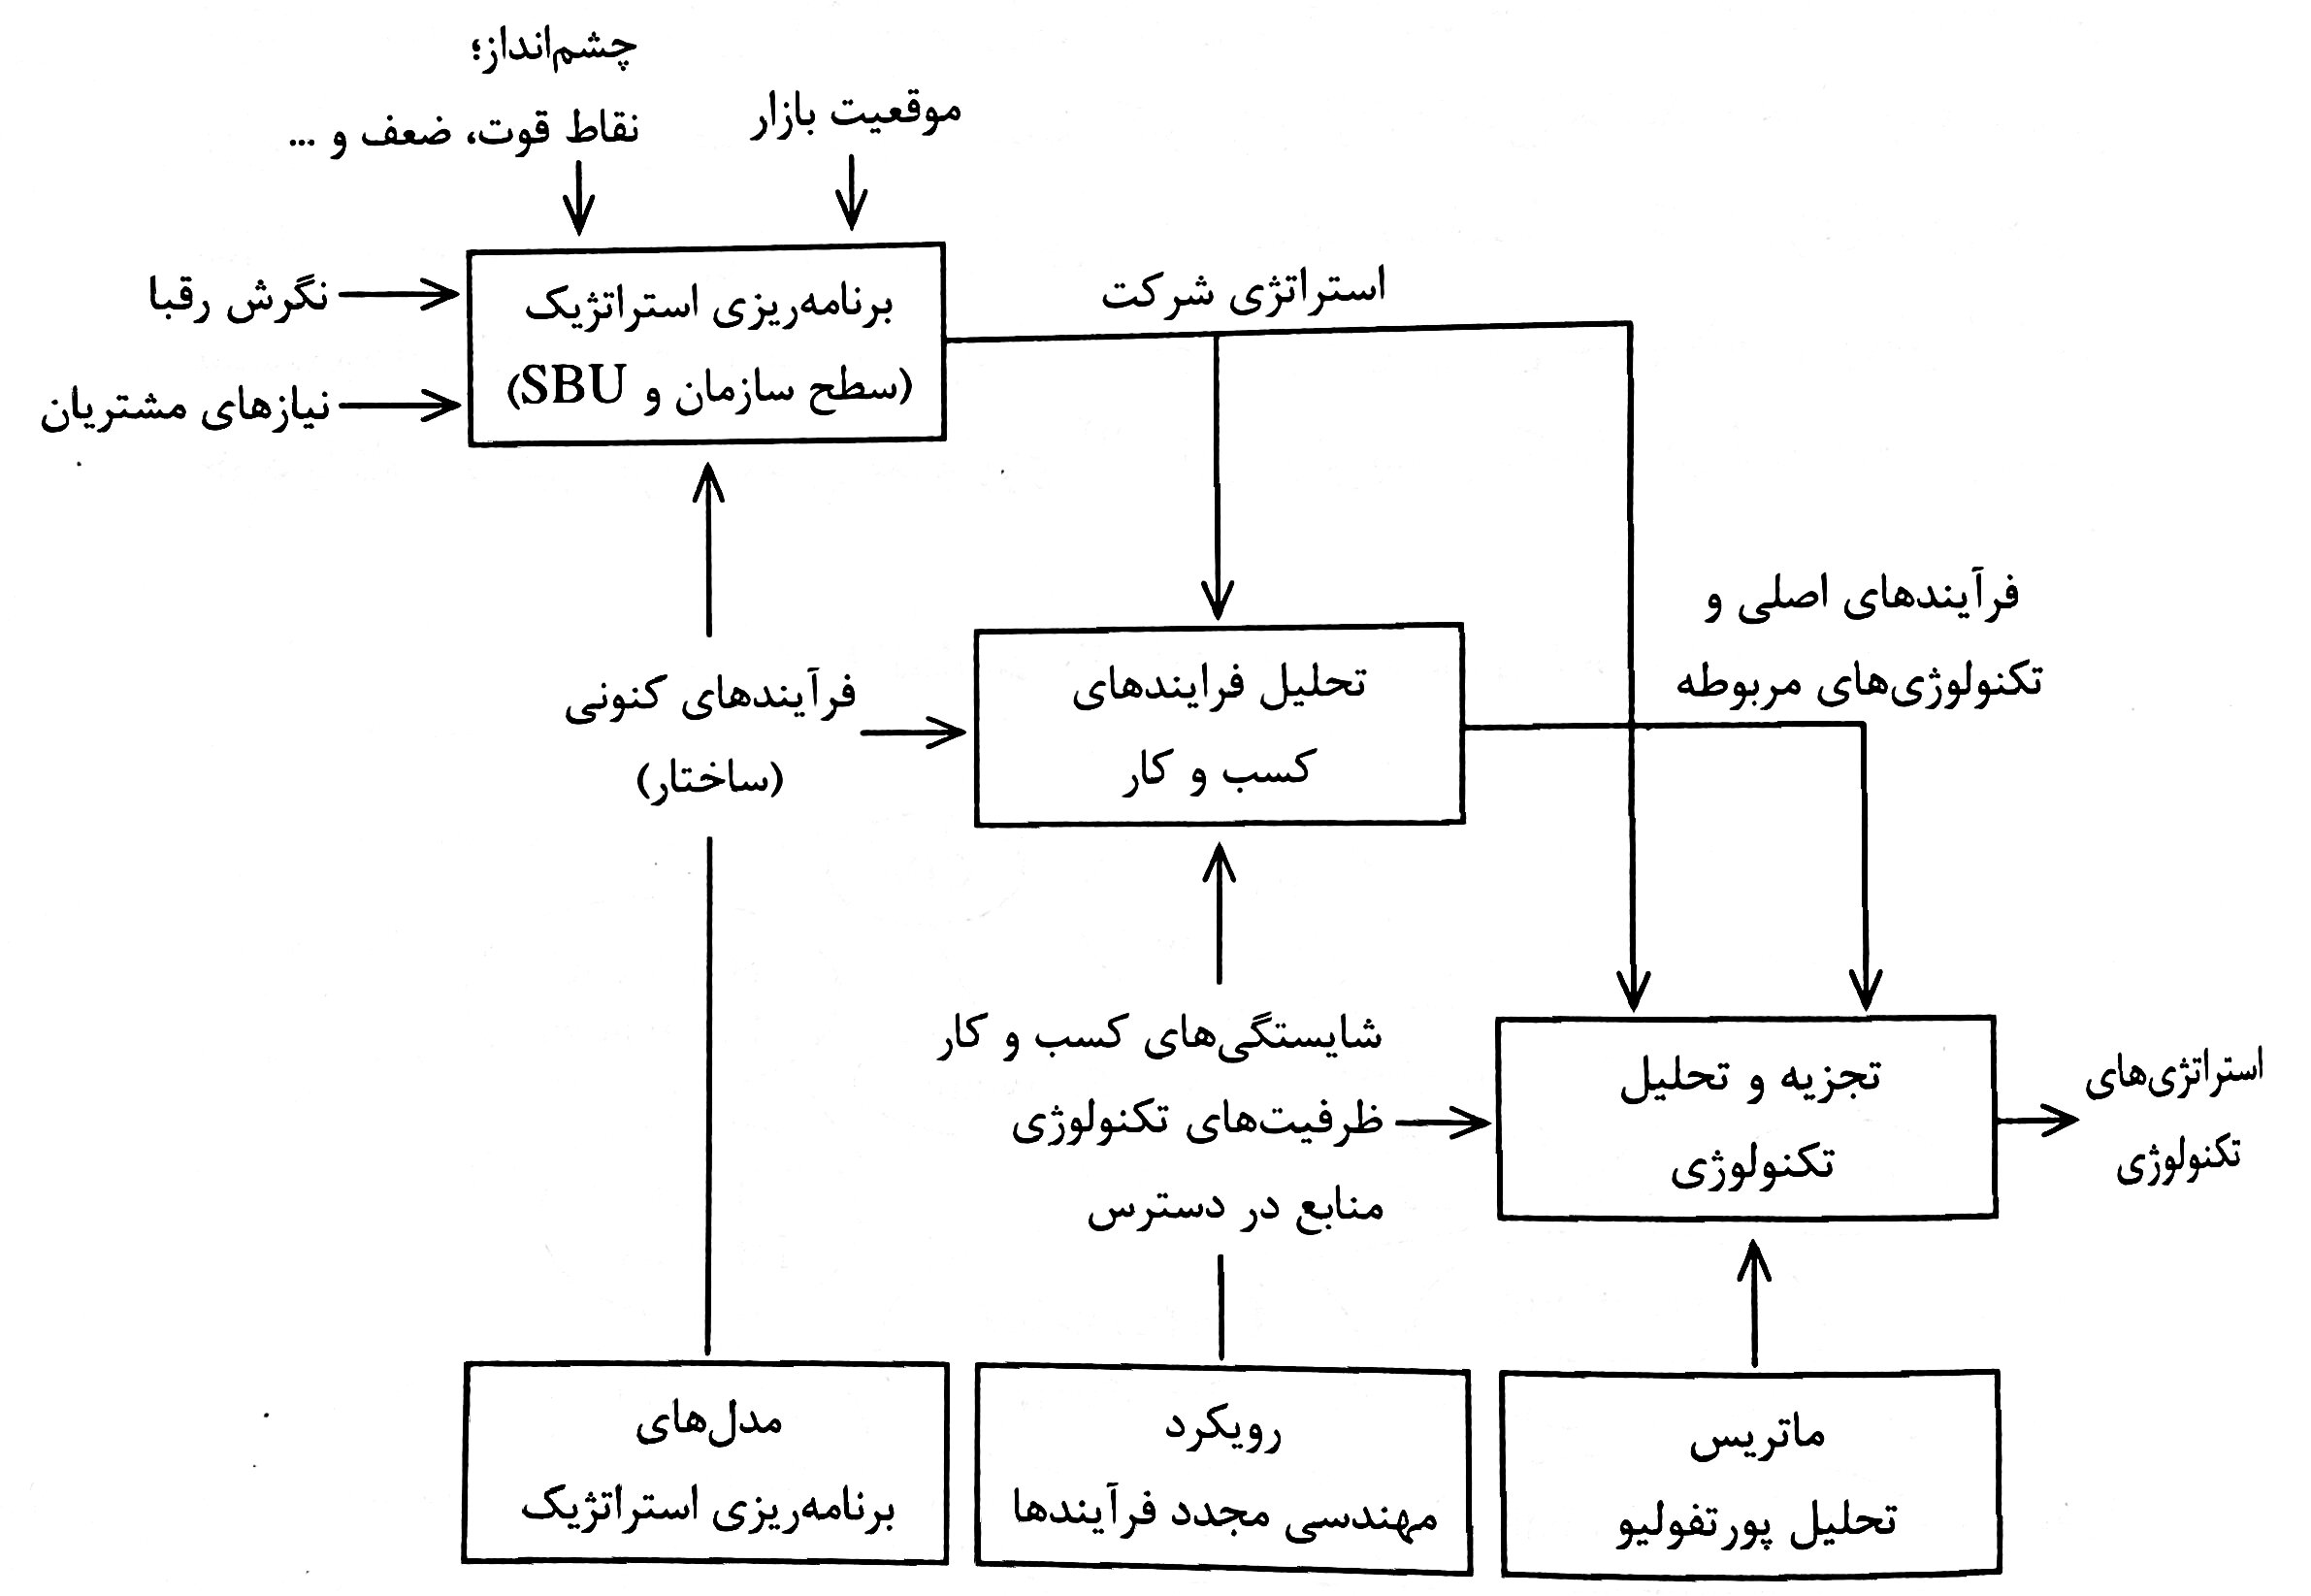 چشم‌انداز؛
نقاط قوت، ضعف و ...
موقعیت بازار
نگرش رقبا
نیازهای مشتریان
برنامه‌ریزی استراتژیک
(سطح سازمان و SBU)
استراتژی شرکت
فرآیندهای اصلی و
تکنولوژی‌های مربوطه
فرآیندهای کنونی
(ساختار)
تحلیل فرایندهای
کسب و کار
شایستگی‌های کسب و کار
ظرفیت‌های تکنولوژی
منابع در دسترس
تجزیه و تحلیل
تکنولوژی
استراتژی‌های
تکنولوژی
مدل‌های
برنامه‌ریزی استراتژیک
رویکرد
مهندسی مجدد فرآیندها
ماتریس
تحلیل پورتفولیو